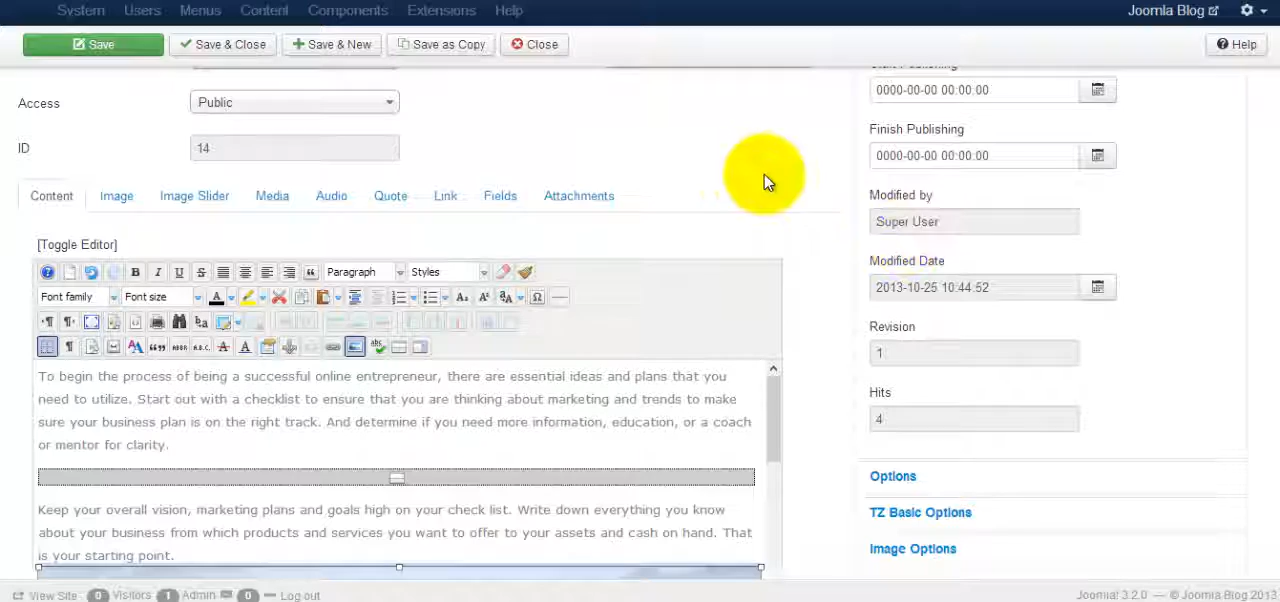 System Users Menus Content Components Extensions Help Joomla Blog
Save Save & Close Save & New Save as Copy Close Help
Start Publishing
Access Public 0000-00-00 00:00:00
Finish Publishing
ID 14 0000-00-00 00:00:00
Content Image Image Slider Media Audio Quote Link Fields Attachments
Modified by
Super User
[Toggle Editor]
Modified Date
2013-10-25 10:44:52
B I U S Paragraph Styles
Font family Font size
Revision
1
Hits
4
To begin the process of being a successful online entrepreneur, there are essential ideas and plans that you
need to utilize. Start out with a checklist to ensure that you are thinking about marketing and trends to make
sure your business plan is on the right track. And determine if you need more information, education, or a coach
or mentor for clarity.
Keep your overall vision, marketing plans and goals high on your check list. Write down everything you know
about your business from which products and services you want to offer to your assets and cash on hand. That
is your starting point.
Options
TZ Basic Options
Image Options
View Site 0 Visitors 1 Admin 0 Log out Joomla! 3.2.0 — © Joomla Blog 2013